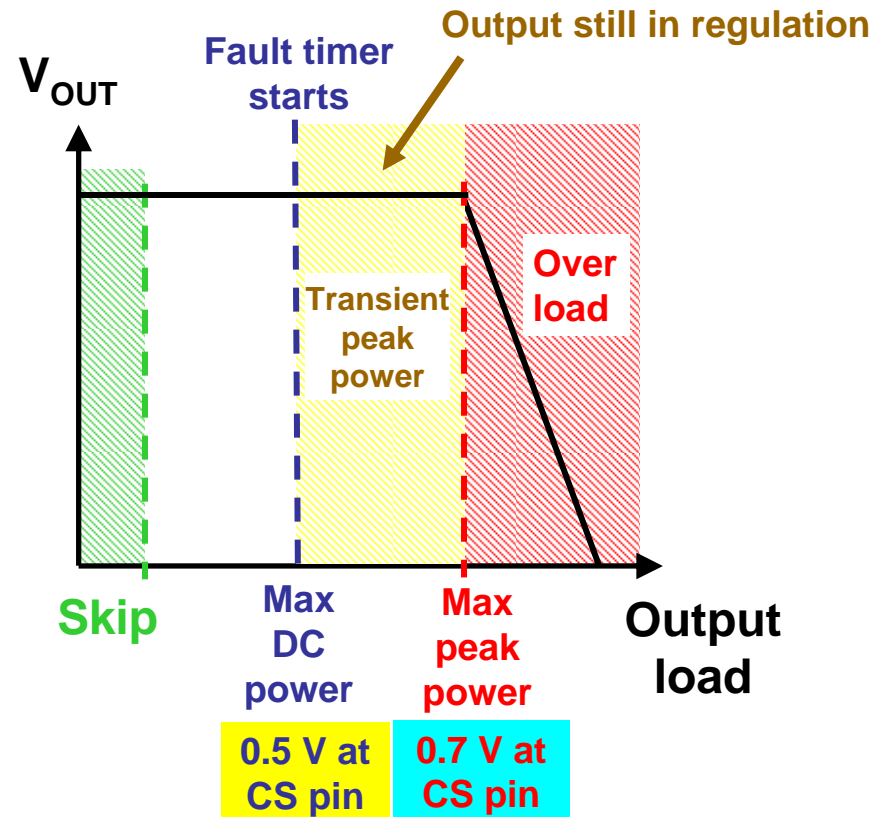 Output still in regulation
Fault timer
starts
VOUT
Over
load
Transient
peak
power
Skip
Max
DC
power
Max
peak
power
Output
load
0.5 V at
CS pin
0.7 V at
CS pin